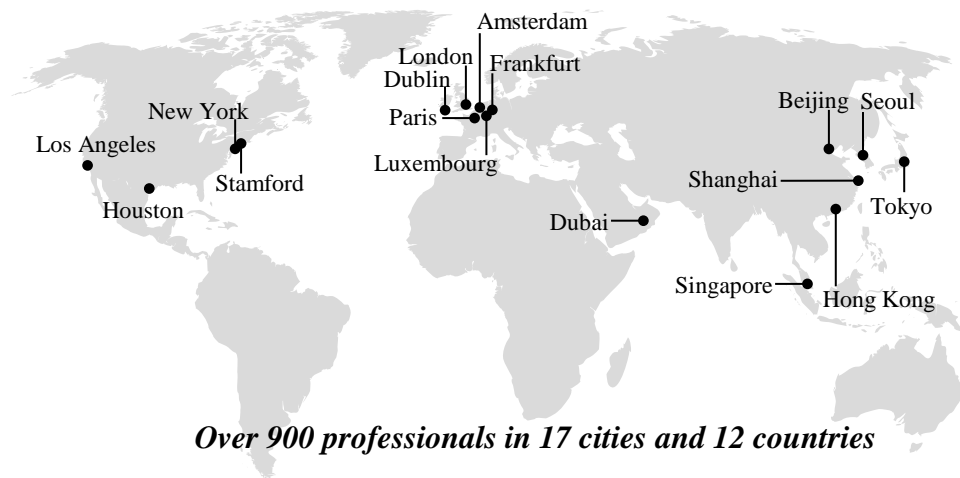 Amsterdam
London
Frankfurt
Dublin
Paris
Luxembourg
New York
Los Angeles
Stamford
Houston
Dubai
Beijing
Seoul
Shanghai
Tokyo
Singapore
Hong Kong
Over 900 professionals in 17 cities and 12 countries